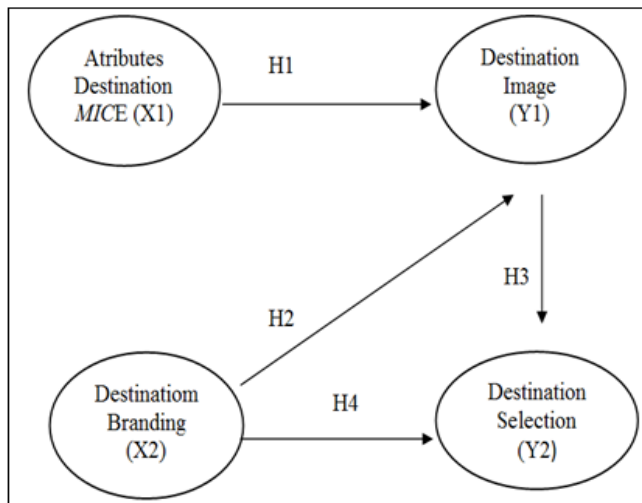 Atributes
Destination
MICE (X1)
H1
Destination
Image
(Y1)
H2
H3
Destinatiom
Branding
(X2)
H4
Destination
Selection
(Y2)